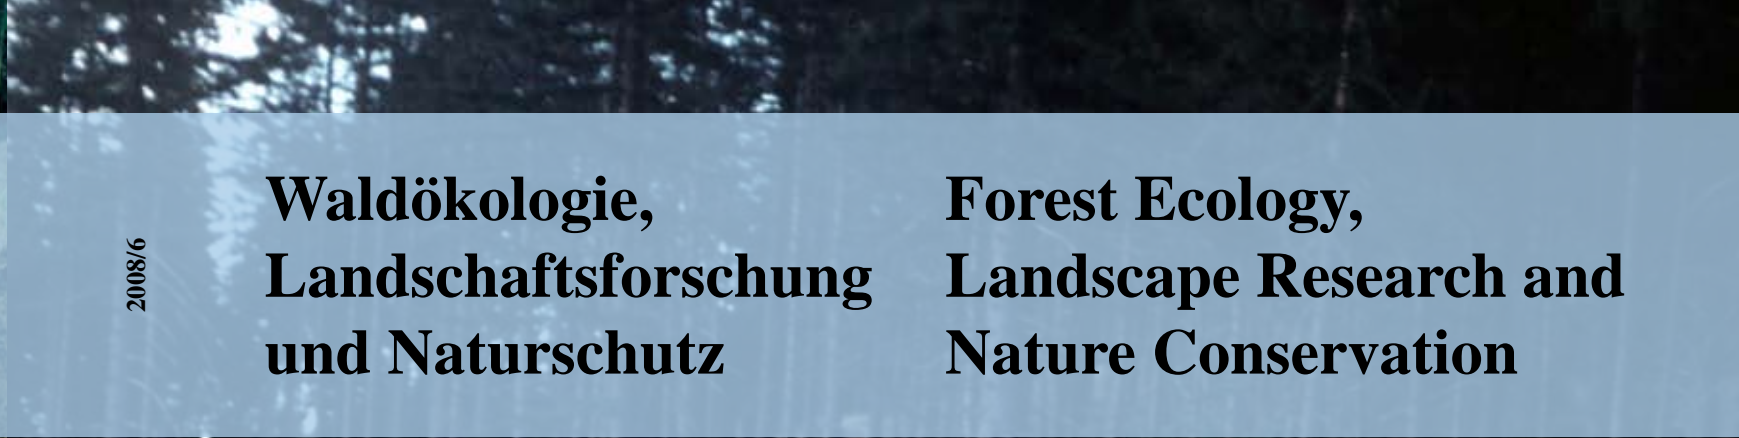 2008/6
Waldökologie,
Landschaftsforschung
und Naturschutz
Forest Ecology,
Landscape Research and
Nature Conservation